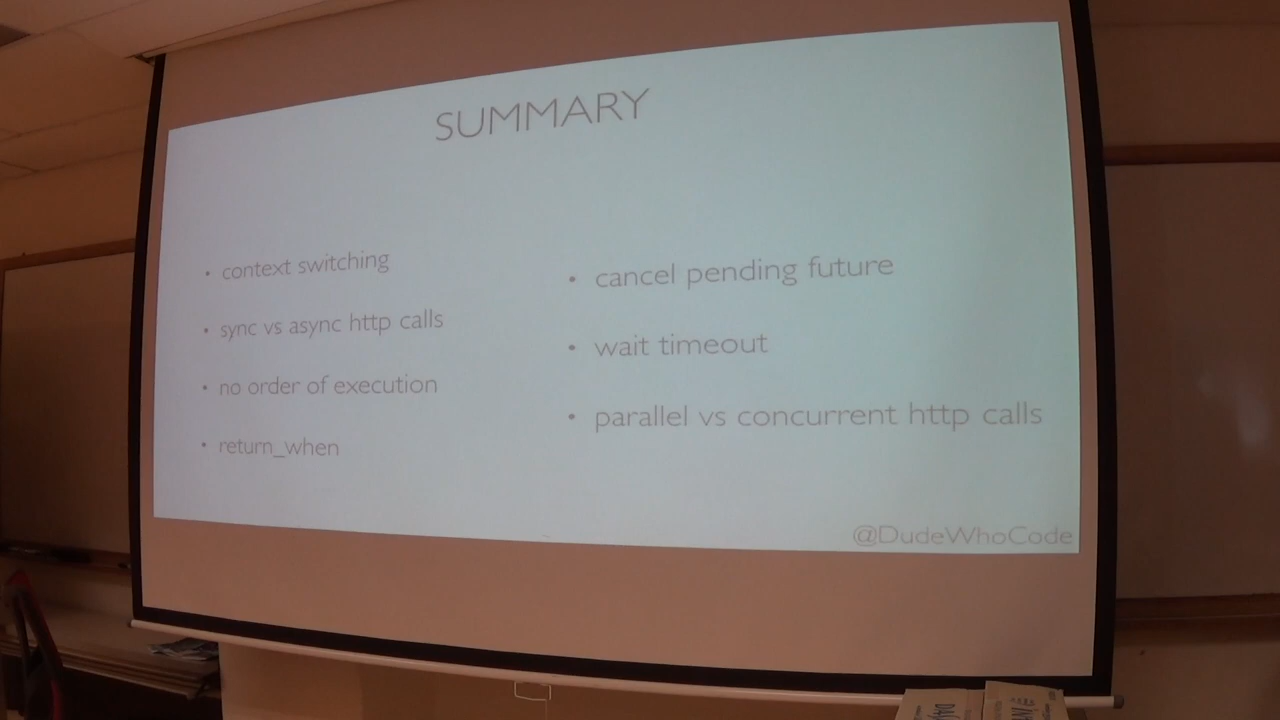 SUMMARY
• context switching
• sync vs async http calls
• no order of execution
• return_when
• cancel pending future
• wait timeout
• parallel vs concurrent http calls
@DudeWhoCode